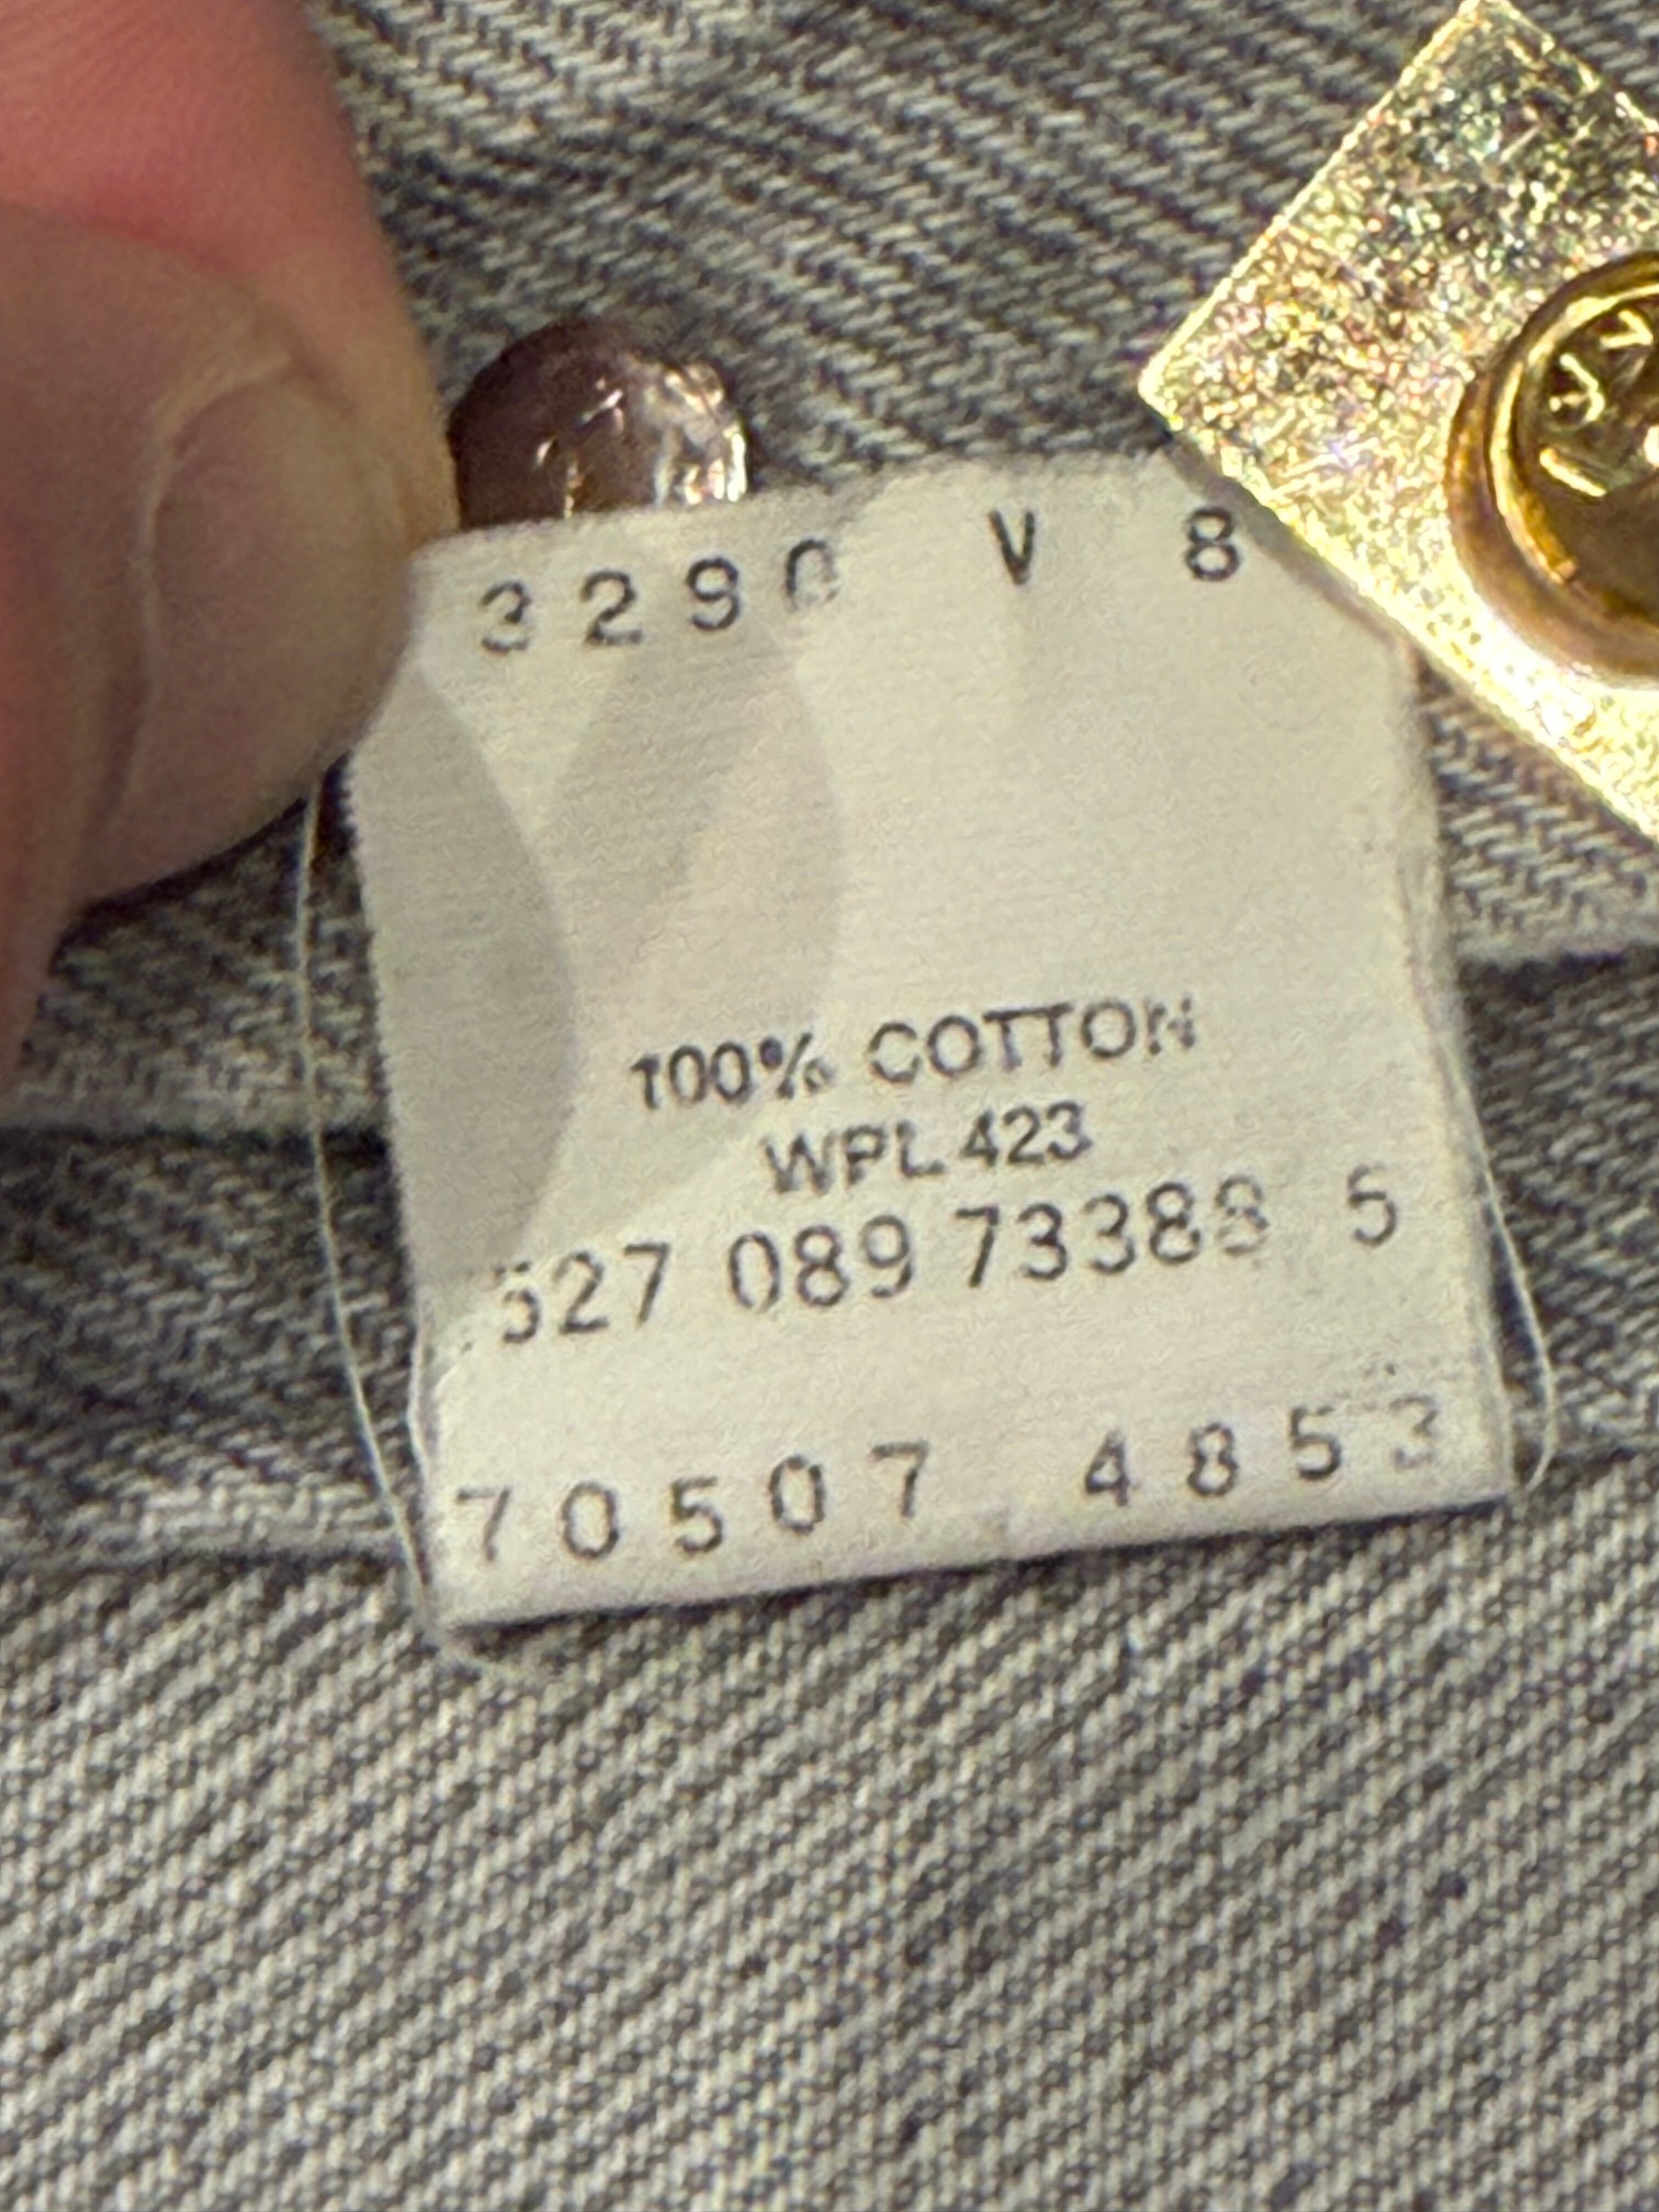 3290 V 8
100% COTTON
WPL 423
527 089 73388 5
70507 4853